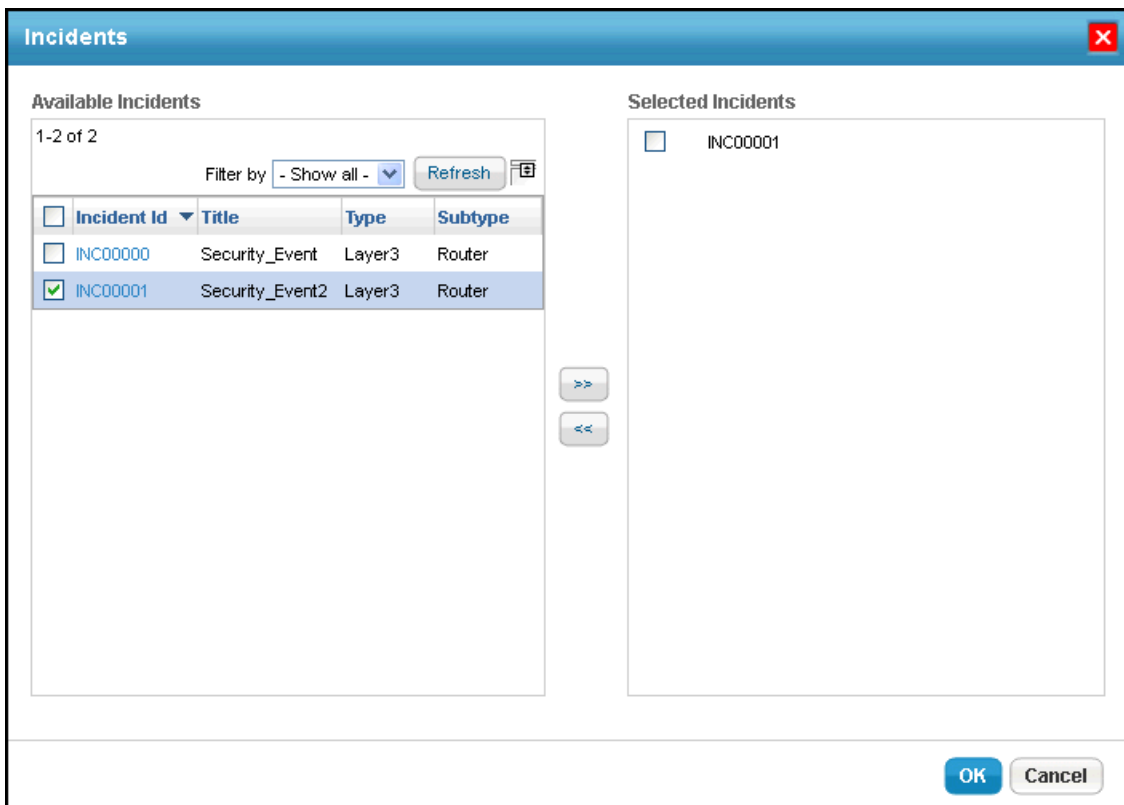 Incidents
Available Incidents
1-2 of 2
Filter by - Show all - Refresh
Incident Id Title Type Subtype
INC00000 Security_Event Layer3 Router
INC00001 Security_Event2 Layer3 Router
>>
<<
Selected Incidents
INC00001
OK Cancel